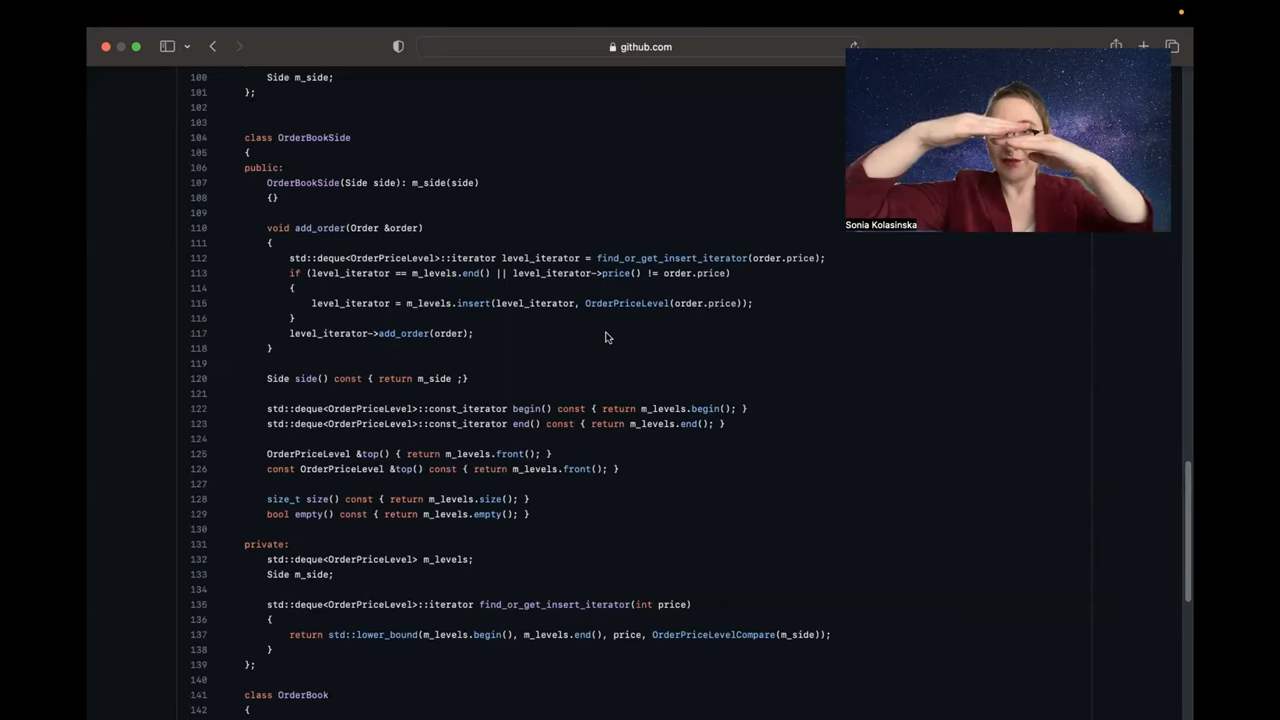 github.com
100 Side m_side;
101 };
102
103
104 class OrderBookSide
105 {
106 public:
107 OrderBookSide(Side side): m_side(side)
108 {}
109
110 void add_order(Order &order)
111 {
112 std::deque<OrderPriceLevel>::iterator level_iterator = find_or_get_insert_iterator(order.price);
113 if (level_iterator == m_levels.end() || level_iterator->price() != order.price)
114 {
115 level_iterator = m_levels.insert(level_iterator, OrderPriceLevel(order.price));
116 }
117 level_iterator->add_order(order);
118 }
119
120 Side side() const { return m_side ;}
121
122 std::deque<OrderPriceLevel>::const_iterator begin() const { return m_levels.begin(); }
123 std::deque<OrderPriceLevel>::const_iterator end() const { return m_levels.end(); }
124
125 OrderPriceLevel &top() { return m_levels.front(); }
126 const OrderPriceLevel &top() const { return m_levels.front(); }
127
128 size_t size() const { return m_levels.size(); }
129 bool empty() const { return m_levels.empty(); }
130
131 private:
132 std::deque<OrderPriceLevel> m_levels;
133 Side m_side;
134
135 std::deque<OrderPriceLevel>::iterator find_or_get_insert_iterator(int price)
136 {
137 return std::lower_bound(m_levels.begin(), m_levels.end(), price, OrderPriceLevelCompare(m_side));
138 }
139 };
140
141 class OrderBook
142 {
Sonia Kolasinska